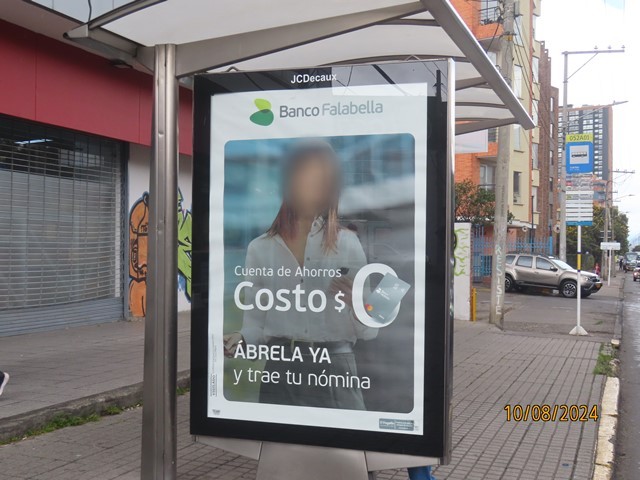 JCDecaux
Banco Falabella
Cuenta de Ahorros
Costo $0
ÁBRELA YA
y trae tu nómina
10/08/2024